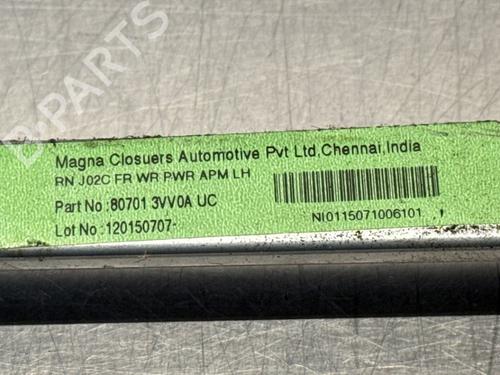 Magna Closuers Automotive Pvt Ltd,Chennai,India
RN J02C FR WR PWR APM LH
Part No :80701 3VV0A UC
Lot No :120150707-
NI0115071006101
B-PARTS